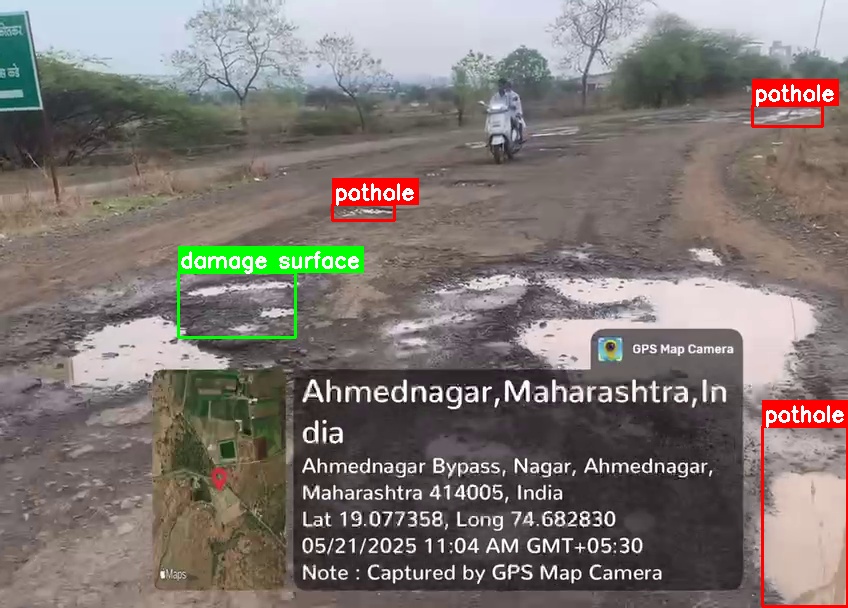 pothole
pothole
damage surface
GPS Map Camera
Ahmednagar,Maharashtra,In
dia
Ahmednagar Bypass, Nagar, Ahmednagar,
Maharashtra 414005, India
Lat 19.077358, Long 74.682830
05/21/2025 11:04 AM GMT+05:30
Note : Captured by GPS Map Camera
Maps
pothole